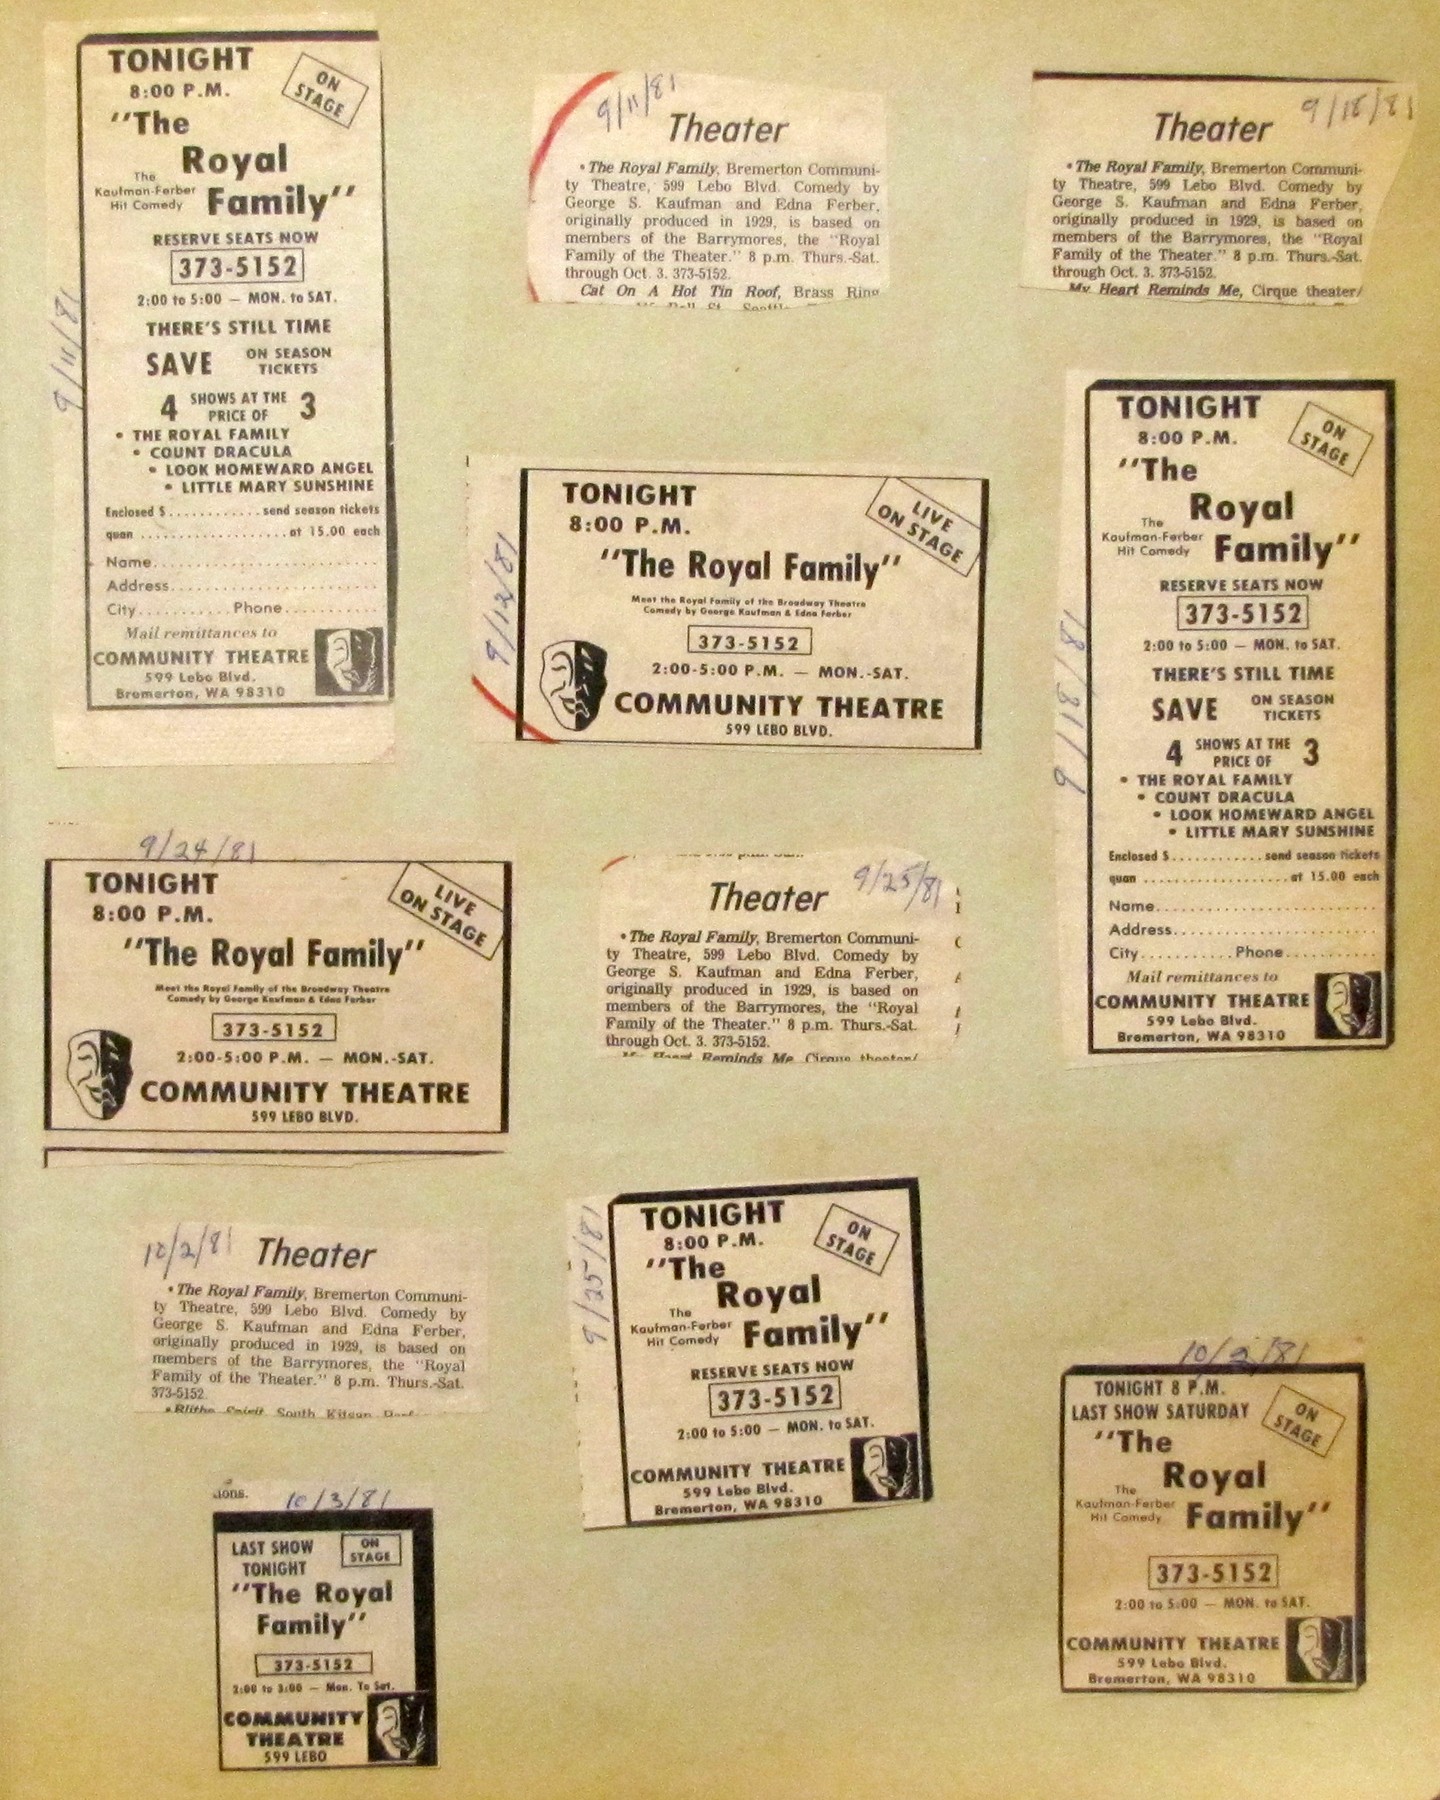 TONIGHT
8:00 P.M.
ON
STAGE
"The
Royal
The
Kaufman-Ferber
Hit Comedy
Family"
RESERVE SEATS NOW
373-5152
2:00 to 5:00 — MON. to SAT.
THERE'S STILL TIME
SAVE
ON SEASON
TICKETS
4 SHOWS AT THE
PRICE OF 3
• THE ROYAL FAMILY
• COUNT DRACULA
• LOOK HOMEWARD ANGEL
• LITTLE MARY SUNSHINE
Enclosed $............send season tickets
quan ......................at 15.00 each
Name..............................
Address............................
City..........Phone............
Mail remittances to
COMMUNITY THEATRE
599 Lebo Blvd.
Bremerton, WA 98310
9/11/81
9/11/81
Theater
• The Royal Family, Bremerton Communi-
ty Theatre, 599 Lebo Blvd. Comedy by
George S. Kaufman and Edna Ferber,
originally produced in 1929, is based on
members of the Barrymores, the "Royal
Family of the Theater." 8 p.m. Thurs.-Sat.
through Oct. 3. 373-5152.
Cat On A Hot Tin Roof, Brass Ring
9/18/81
Theater
• The Royal Family, Bremerton Communi-
ty Theatre, 599 Lebo Blvd. Comedy by
George S. Kaufman and Edna Ferber,
originally produced in 1929, is based on
members of the Barrymores, the "Royal
Family of the Theater." 8 p.m. Thurs.-Sat.
through Oct. 3. 373-5152.
My Heart Reminds Me, Cirque theater/
9/12/81
TONIGHT
8:00 P.M.
LIVE
ON STAGE
"The Royal Family"
Meet the Royal Family of the Broadway Theatre
Comedy by George Kaufman & Edna Ferber
373-5152
2:00-5:00 P.M. — MON.-SAT.
COMMUNITY THEATRE
599 LEBO BLVD.
9/18/81
TONIGHT
8:00 P.M.
ON
STAGE
"The
Royal
The
Kaufman-Ferber
Hit Comedy
Family"
RESERVE SEATS NOW
373-5152
2:00 to 5:00 — MON. to SAT.
THERE'S STILL TIME
SAVE
ON SEASON
TICKETS
4 SHOWS AT THE
PRICE OF 3
• THE ROYAL FAMILY
• COUNT DRACULA
• LOOK HOMEWARD ANGEL
• LITTLE MARY SUNSHINE
Enclosed $............send season tickets
quan ......................at 15.00 each
Name..............................
Address............................
City..........Phone............
Mail remittances to
COMMUNITY THEATRE
599 Lebo Blvd.
Bremerton, WA 98310
9/24/81
TONIGHT
8:00 P.M.
LIVE
ON STAGE
"The Royal Family"
Meet the Royal Family of the Broadway Theatre
Comedy by George Kaufman & Edna Ferber
373-5152
2:00-5:00 P.M. — MON.-SAT.
COMMUNITY THEATRE
599 LEBO BLVD.
9/25/81
Theater
• The Royal Family, Bremerton Communi-
ty Theatre, 599 Lebo Blvd. Comedy by
George S. Kaufman and Edna Ferber,
originally produced in 1929, is based on
members of the Barrymores, the "Royal
Family of the Theater." 8 p.m. Thurs.-Sat.
through Oct. 3. 373-5152.
My Heart Reminds Me, Cirque theater/
10/2/81
Theater
• The Royal Family, Bremerton Communi-
ty Theatre, 599 Lebo Blvd. Comedy by
George S. Kaufman and Edna Ferber,
originally produced in 1929, is based on
members of the Barrymores, the "Royal
Family of the Theater." 8 p.m. Thurs.-Sat.
373-5152.
• Blithe Spirit, South Kitsap
9/25/81
TONIGHT
8:00 P.M.
ON
STAGE
"The
Royal
The
Kaufman-Ferber
Hit Comedy
Family"
RESERVE SEATS NOW
373-5152
2:00 to 5:00 — MON. to SAT.
COMMUNITY THEATRE
599 Lebo Blvd.
Bremerton, WA 98310
10/2/81
TONIGHT 8 P.M.
LAST SHOW SATURDAY
ON
STAGE
"The
Royal
The
Kaufman-Ferber
Hit Comedy
Family"
373-5152
2:00 to 5:00 — MON. to SAT.
COMMUNITY THEATRE
599 Lebo Blvd.
Bremerton, WA 98310
ions.
10/3/81
LAST SHOW
TONIGHT
ON
STAGE
"The Royal
Family"
373-5152
2:00 to 5:00 — Mon. To Sat.
COMMUNITY
THEATRE
599 LEBO